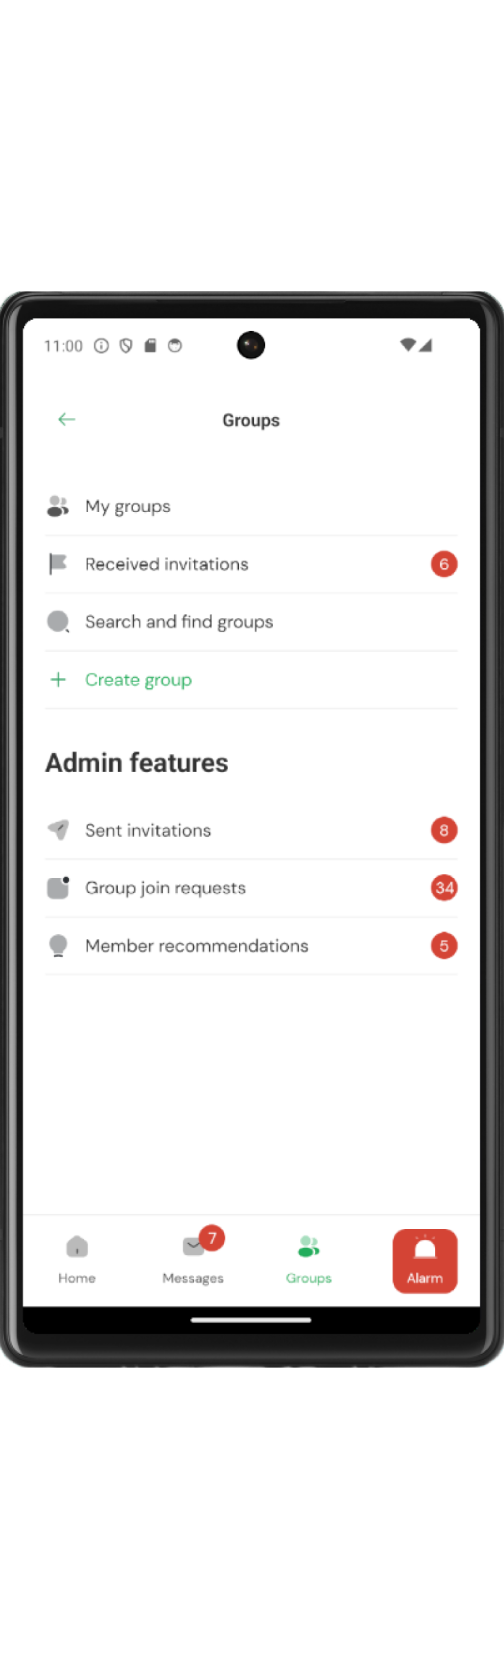 11:00
Groups
My groups
Received invitations 6
Search and find groups
Create group
Admin features
Sent invitations 8
Group join requests 34
Member recommendations 5
7
Home Messages Groups Alarm